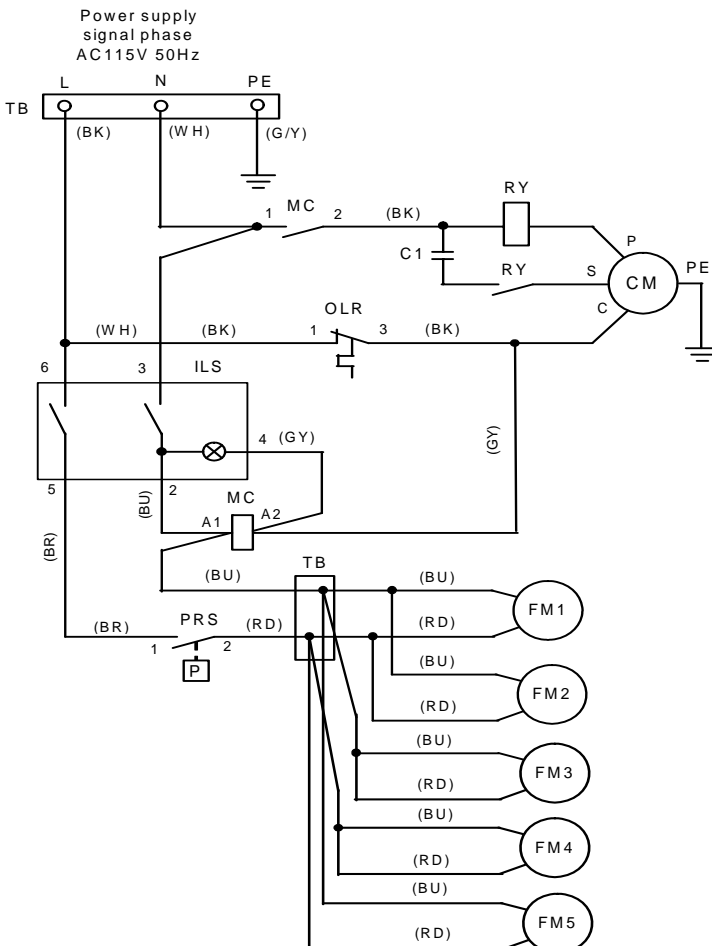 Power supply
signal phase
AC115V 50Hz
L N PE
TB
(BK) (WH) (G/Y)
RY
1 MC 2 (BK)
P
C1 RY S CM PE
C
OLR
(WH) (BK) 1 3 (BK)
6 3 ILS
4 (GY)
(GY)
5 2 MC
(BU)
A1 A2
(BR)
TB
(BU) (BU)
FM1
PRS
(BR) (RD) (RD)
1 2
P
(BU)
FM2
(RD)
(BU)
FM3
(RD)
(BU)
FM4
(RD)
(BU)
FM5
(RD)